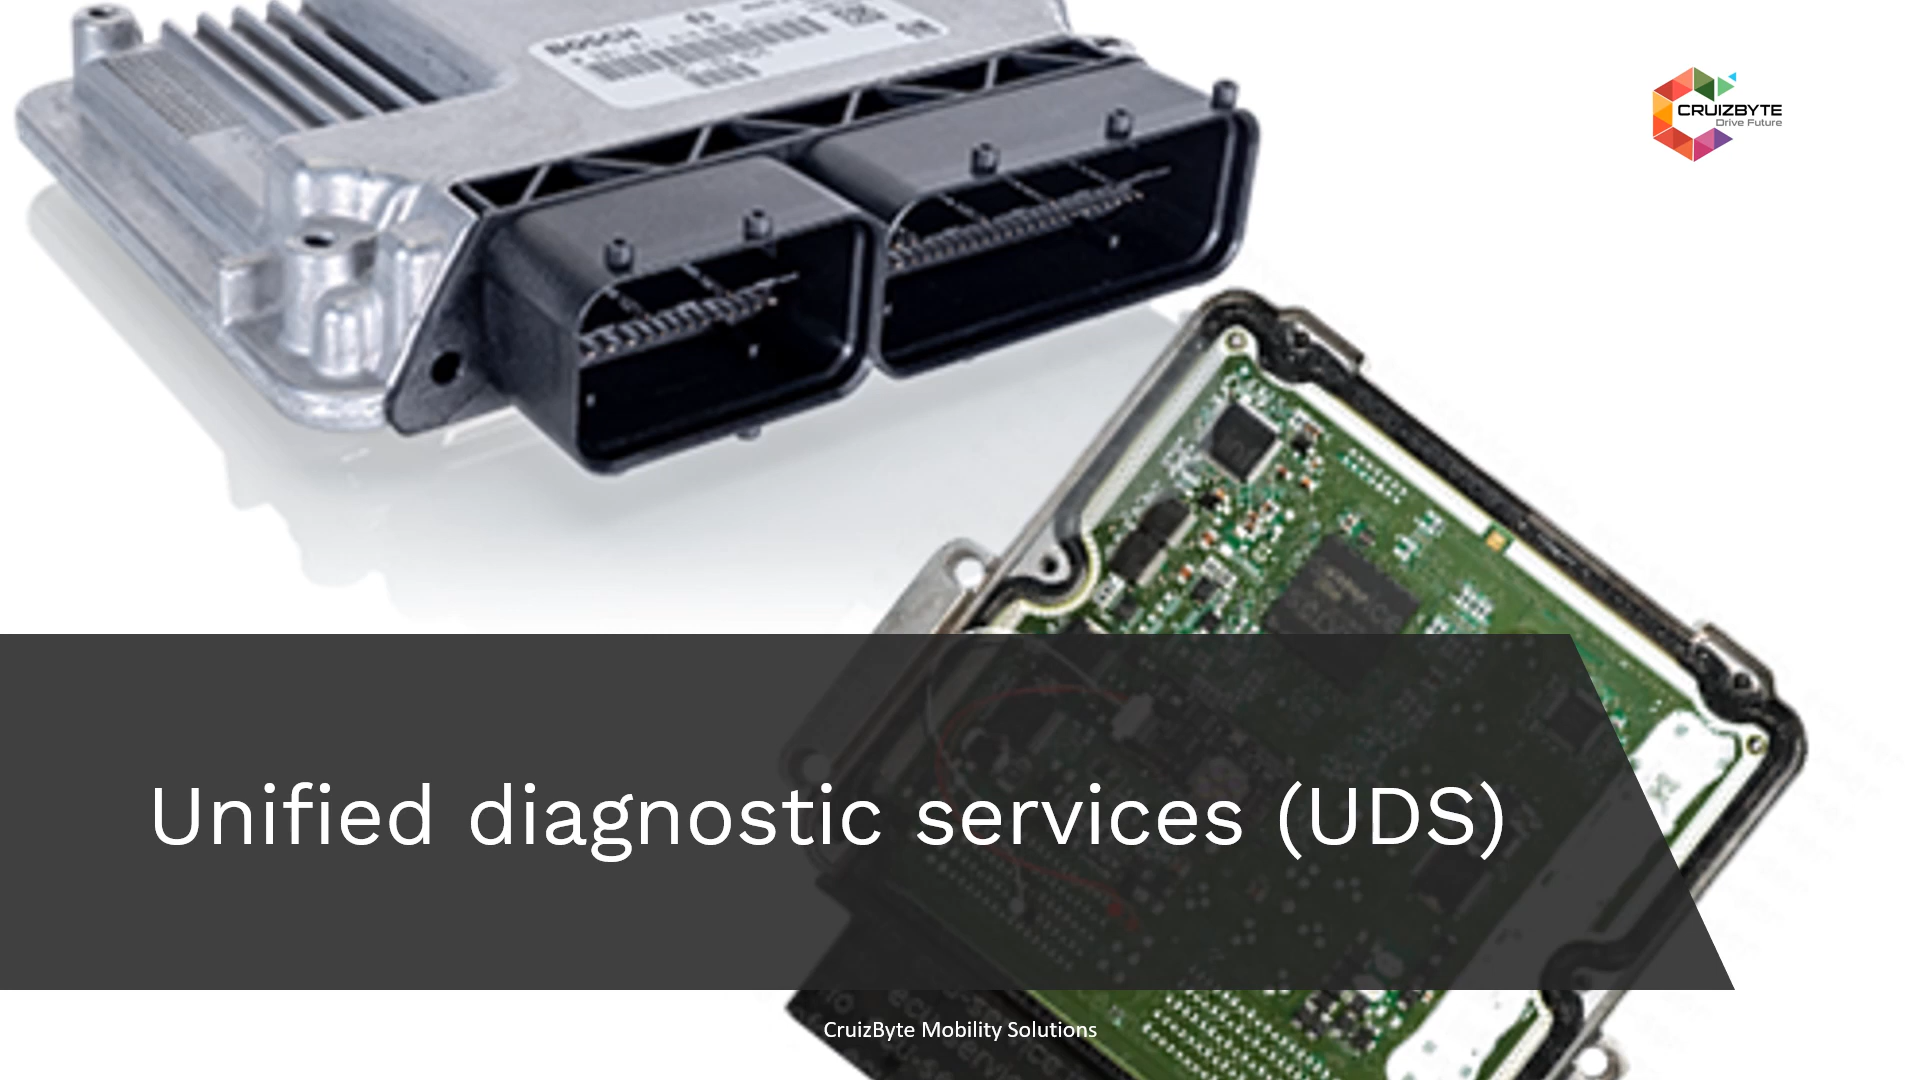 BOSCH
CRUIZBYTE
Drive Future
Unified diagnostic services (UDS)
CruizByte Mobility Solutions